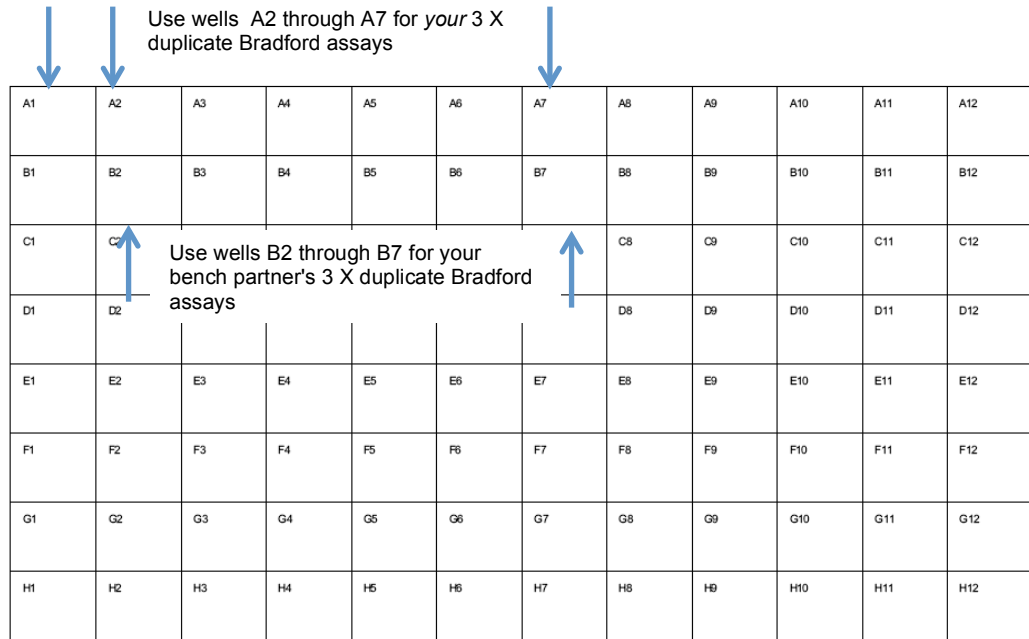 Use wells A2 through A7 for your 3 X
duplicate Bradford assays
A1 A2 A3 A4 A5 A6 A7 A8 A9 A10 A11 A12
B1 B2 B3 B4 B5 B6 B7 B8 B9 B10 B11 B12
C1 C2 C8 C9 C10 C11 C12
Use wells B2 through B7 for your
bench partner's 3 X duplicate Bradford
assays
D1 D2 D8 D9 D10 D11 D12
E1 E2 E3 E4 E5 E6 E7 E8 E9 E10 E11 E12
F1 F2 F3 F4 F5 F6 F7 F8 F9 F10 F11 F12
G1 G2 G3 G4 G5 G6 G7 G8 G9 G10 G11 G12
H1 H2 H3 H4 H5 H6 H7 H8 H9 H10 H11 H12